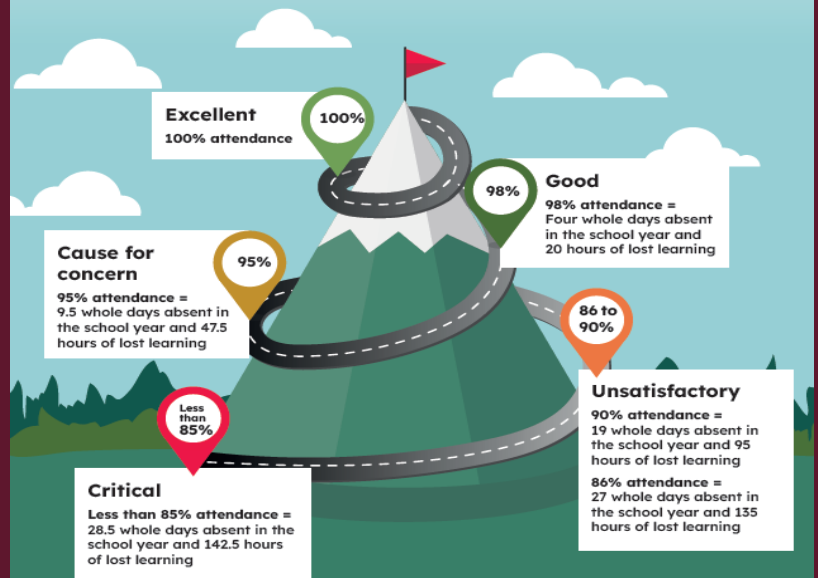 Excellent
100% attendance
100%
98%
Good
98% attendance =
Four whole days absent
in the school year and
20 hours of lost learning
Cause for
concern
95% attendance =
9.5 whole days absent in
the school year and 47.5
hours of lost learning
95%
86 to
90%
Unsatisfactory
90% attendance =
19 whole days absent in
the school year and 95
hours of lost learning
86% attendance =
27 whole days absent in
the school year and 135
hours of lost learning
Less
than
85%
Critical
Less than 85% attendance =
28.5 whole days absent in the
school year and 142.5 hours
of lost learning